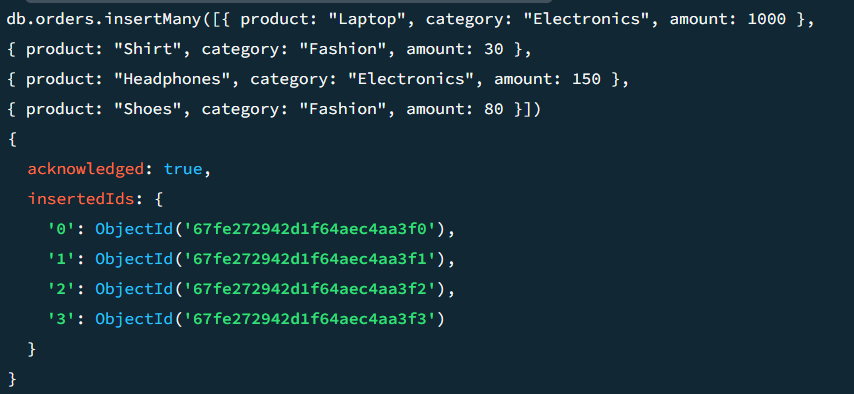 db.orders.insertMany([{ product: "Laptop", category: "Electronics", amount: 1000 },
{ product: "Shirt", category: "Fashion", amount: 30 },
{ product: "Headphones", category: "Electronics", amount: 150 },
{ product: "Shoes", category: "Fashion", amount: 80 }])
{
  acknowledged: true,
  insertedIds: {
    '0': ObjectId('67fe272942d1f64aec4aa3f0'),
    '1': ObjectId('67fe272942d1f64aec4aa3f1'),
    '2': ObjectId('67fe272942d1f64aec4aa3f2'),
    '3': ObjectId('67fe272942d1f64aec4aa3f3')
  }
}